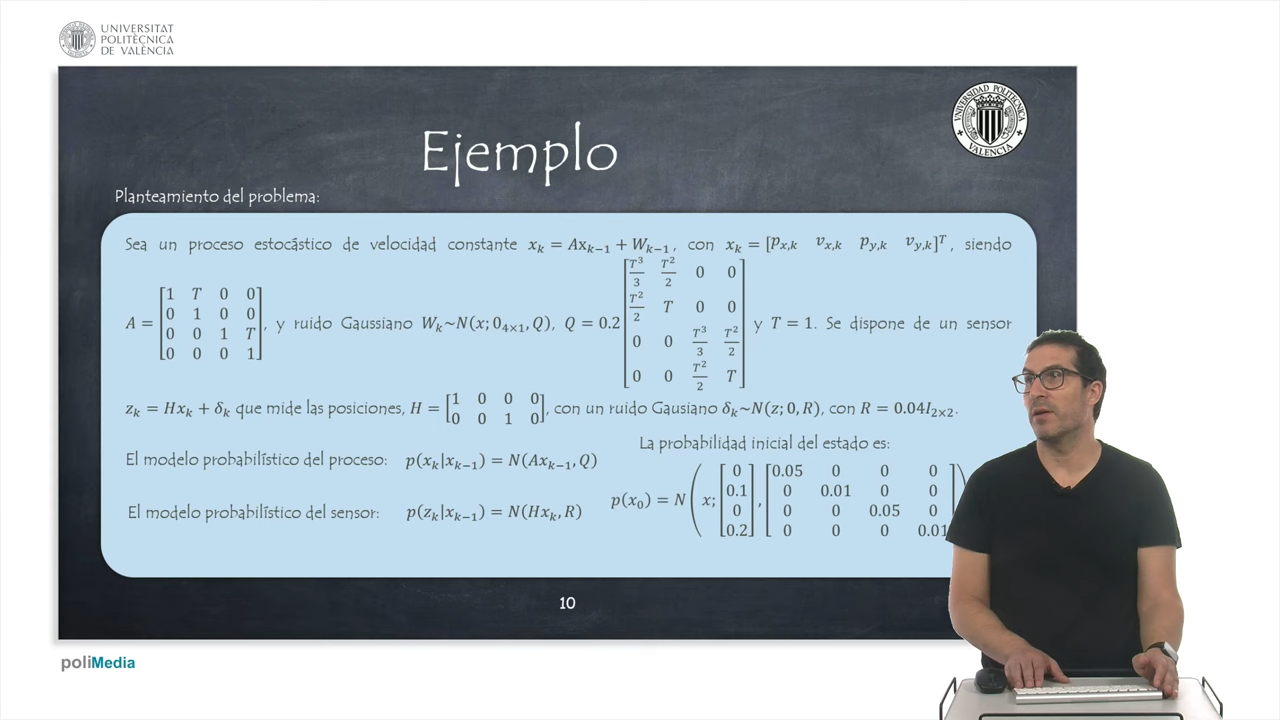 UNIVERSITAT
POLITÈCNICA
DE VALÈNCIA
UNIVERSIDAD POLITECNICA
VALENCIA
Ejemplo
Planteamiento del problema:
Sea un proceso estocástico de velocidad constante x_k = Ax_{k−1} + W_{k−1}, con x_k = [p_{x,k} v_{x,k} p_{y,k} v_{y,k}]^T, siendo
A = [1 T 0 0; 0 1 0 0; 0 0 1 T; 0 0 0 1], y ruido Gaussiano W_k~N(x; 0_{4×1}, Q), Q = 0.2 [T^3/3 T^2/2 0 0; T^2/2 T 0 0; 0 0 T^3/3 T^2/2; 0 0 T^2/2 T] y T = 1. Se dispone de un sensor
z_k = Hx_k + δ_k que mide las posiciones, H = [1 0 0 0; 0 0 1 0], con un ruido Gausiano δ_k~N(z; 0, R), con R = 0.04I_{2×2}.
El modelo probabilístico del proceso: p(x_k|x_{k−1}) = N(Ax_{k−1}, Q)
El modelo probabilístico del sensor: p(z_k|x_{k−1}) = N(Hx_k, R)
La probabilidad inicial del estado es:
p(x_0) = N(x; [0; 0.1; 0; 0.2], [0.05 0 0 0; 0 0.01 0 0; 0 0 0.05 0; 0 0 0 0.01])
10
poliMedia